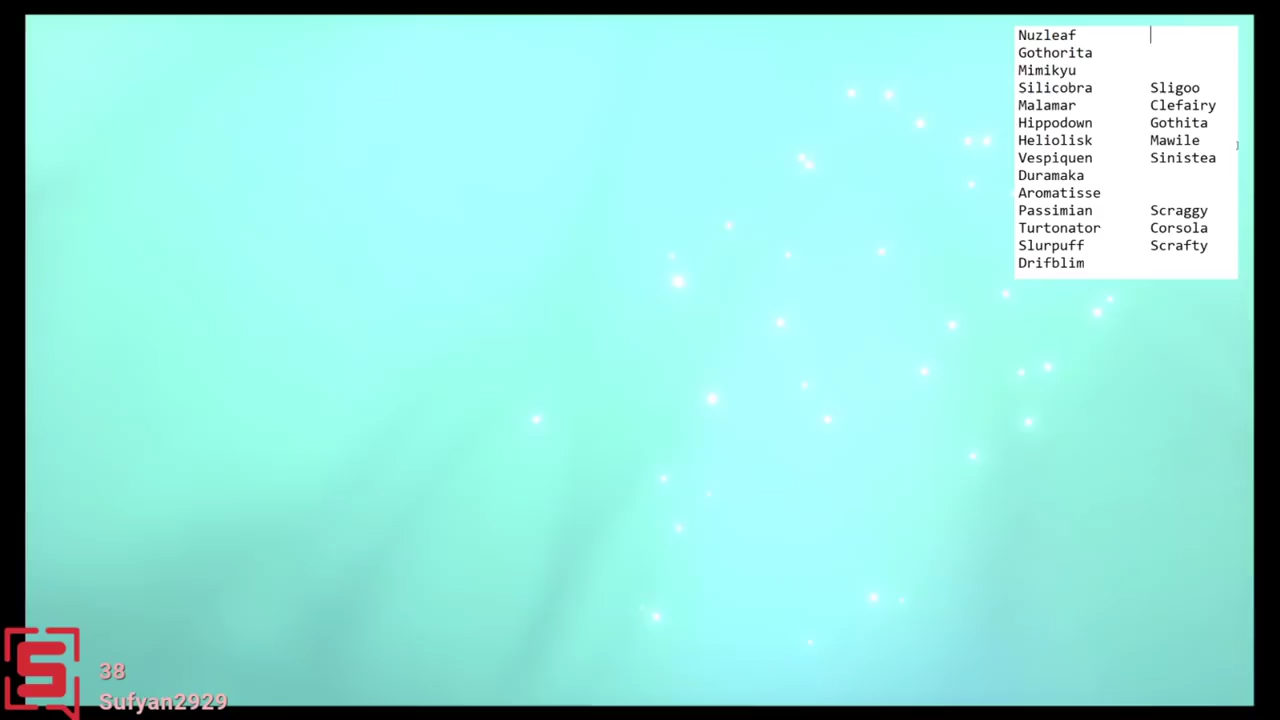 Nuzleaf
Gothorita
Mimikyu
Silicobra Sligoo
Malamar Clefairy
Hippodown Gothita
Heliolisk Mawile
Vespiquen Sinistea
Duramaka
Aromatisse
Passimian Scraggy
Turtonator Corsola
Slurpuff Scrafty
Drifblim
S
38
Sufyan2929